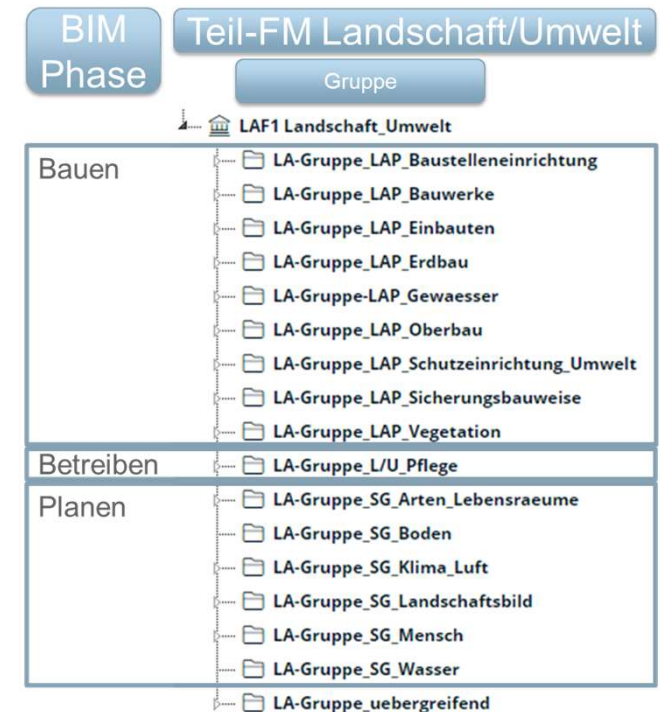 BIM Phase
Teil-FM Landschaft/Umwelt
Gruppe
LAF1 Landschaft_Umwelt
Bauen
LA-Gruppe_LAP_Baustelleneinrichtung
LA-Gruppe_LAP_Bauwerke
LA-Gruppe_LAP_Einbauten
LA-Gruppe_LAP_Erdbau
LA-Gruppe-LAP_Gewaesser
LA-Gruppe_LAP_Oberbau
LA-Gruppe_LAP_Schutzeinrichtung_Umwelt
LA-Gruppe_LAP_Sicherungsbauweise
LA-Gruppe_LAP_Vegetation
Betreiben
LA-Gruppe_L/U_Pflege
Planen
LA-Gruppe_SG_Arten_Lebensraeume
LA-Gruppe_SG_Boden
LA-Gruppe_SG_Klima_Luft
LA-Gruppe_SG_Landschaftsbild
LA-Gruppe_SG_Mensch
LA-Gruppe_SG_Wasser
LA-Gruppe_uebergreifend